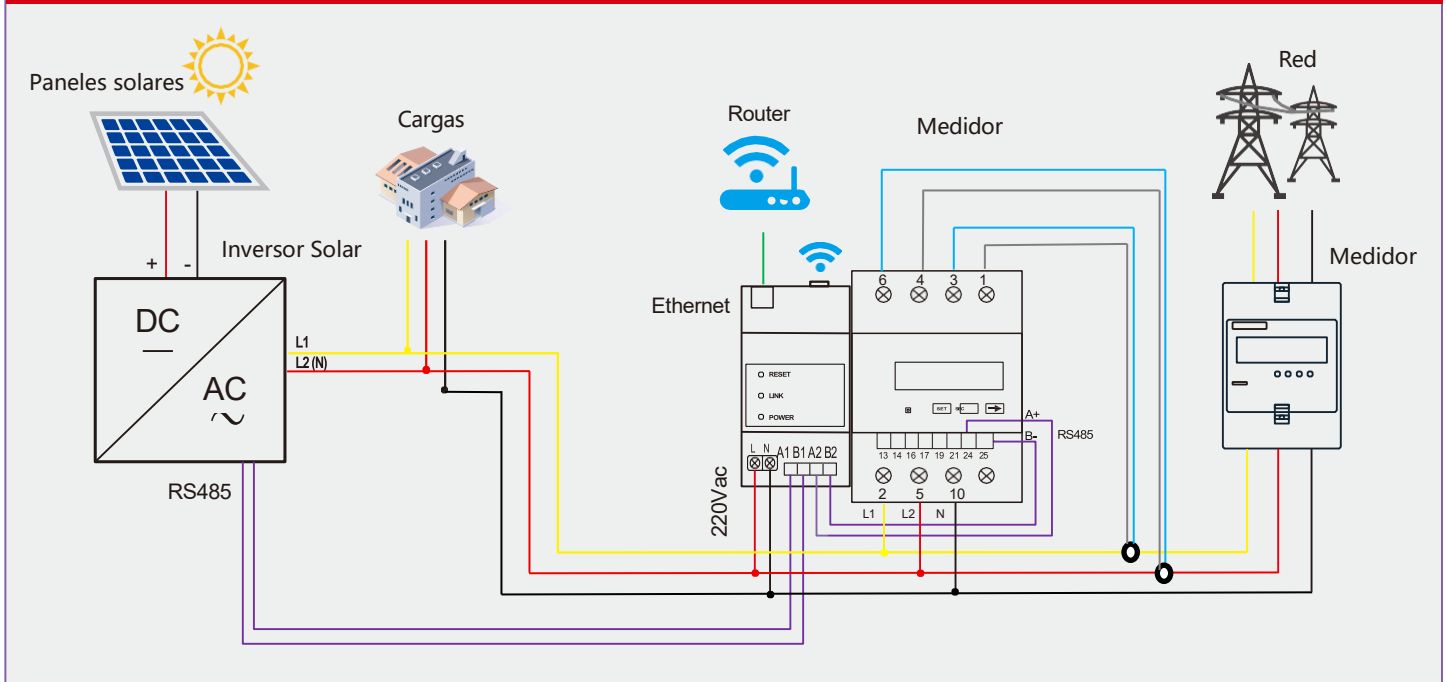 Paneles solares
Cargas
Router
Medidor
Red
Inversor Solar
Medidor
+ -
DC
AC
L1
L2 (N)
RS485
Ethernet
RESET
LINK
POWER
L N A1 B1 A2 B2
220Vac
6 4 3 1
SET
A+
B-
RS485
13 14 16 17 19 21 24 25
2 5 10
L1 L2 N